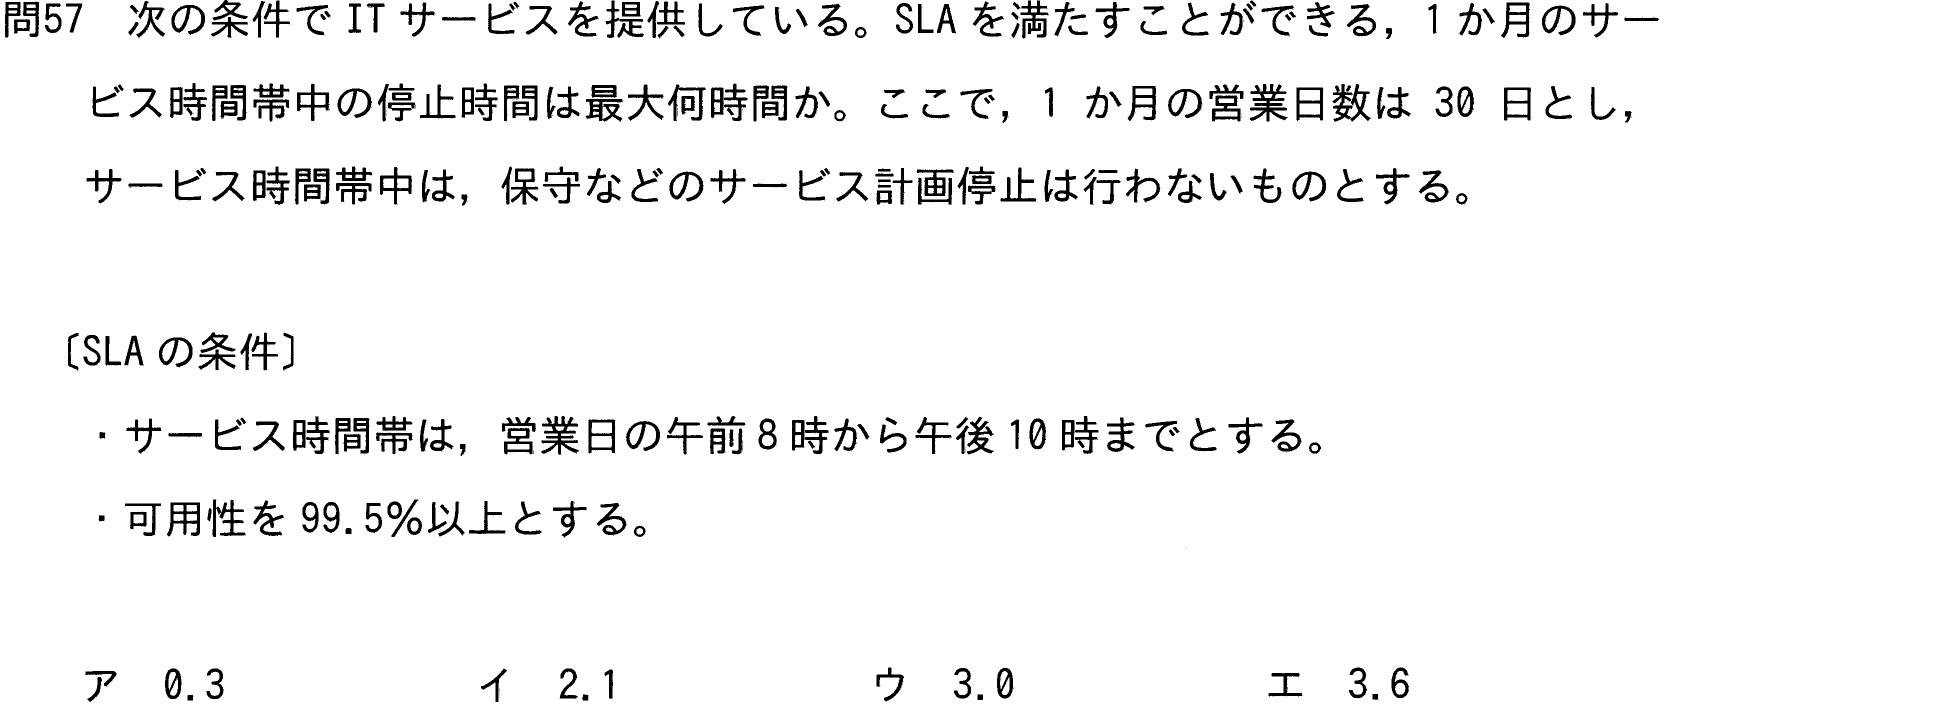 問57　次の条件で IT サービスを提供している。SLA を満たすことができる，1 か月のサー
ビス時間帯中の停止時間は最大何時間か。ここで，1 か月の営業日数は 30 日とし，
サービス時間帯中は，保守などのサービス計画停止は行わないものとする。
〔SLA の条件〕
・サービス時間帯は，営業日の午前 8 時から午後 10 時までとする。
・可用性を 99.5％以上とする。
ア　0.3　イ　2.1　ウ　3.0　エ　3.6